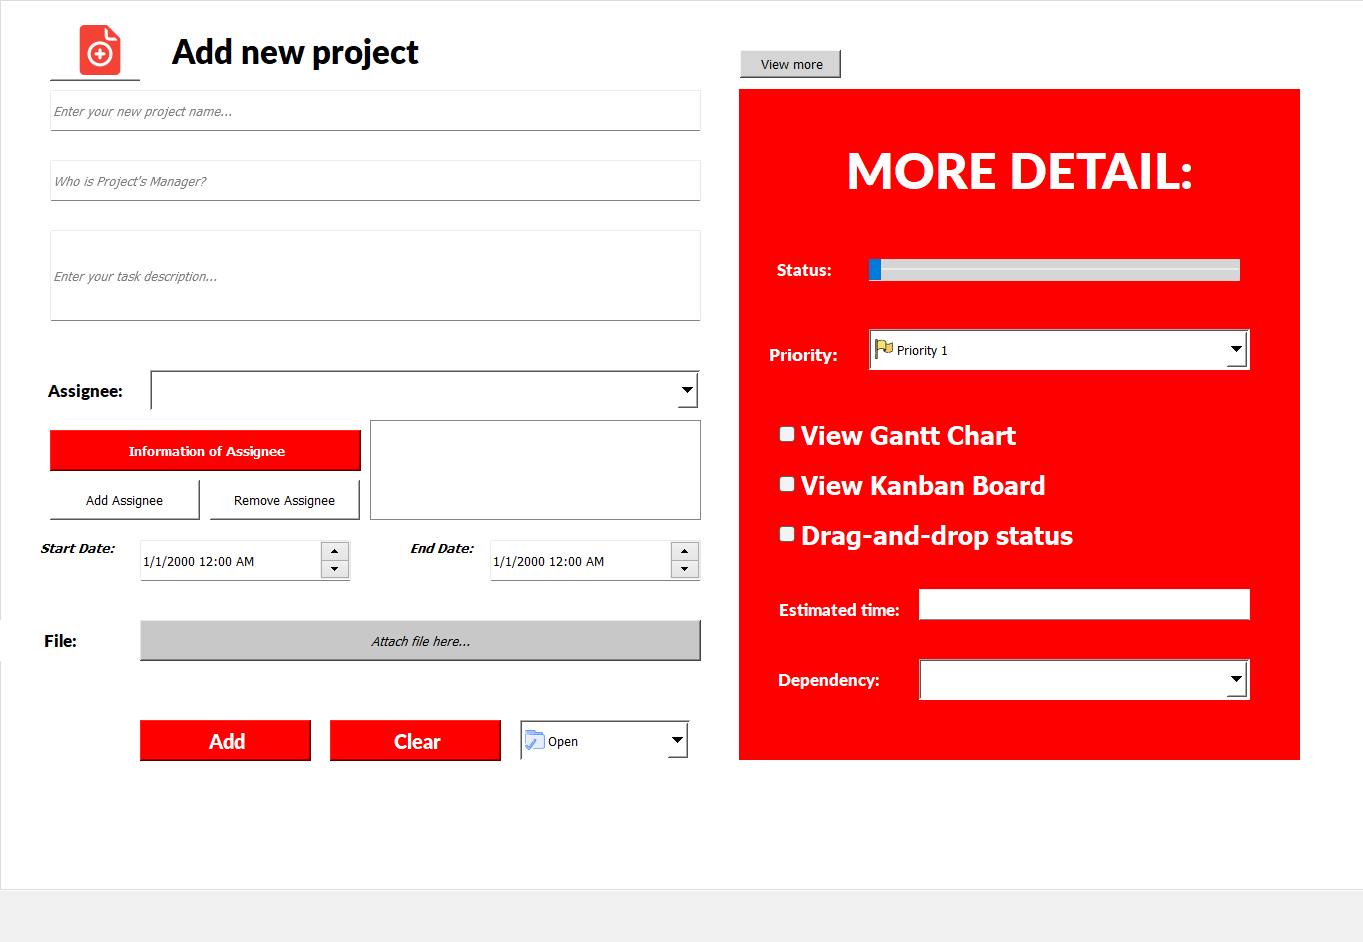 Add new project
Enter your new project name...
Who is Project's Manager?
Enter your task description...
Assignee:
Information of Assignee
Add Assignee
Remove Assignee
Start Date:
1/1/2000 12:00 AM
End Date:
1/1/2000 12:00 AM
File:
Attach file here...
Add
Clear
Open
View more
MORE DETAIL:
Status:
Priority:
Priority 1
View Gantt Chart
View Kanban Board
Drag-and-drop status
Estimated time:
Dependency: